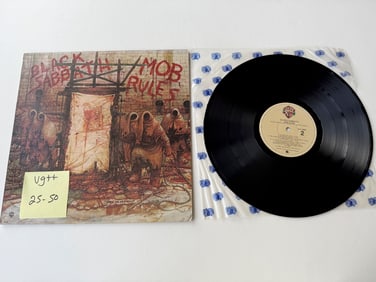 BLACK
SABBATH
MOB
RULES
vg++
25-50
2